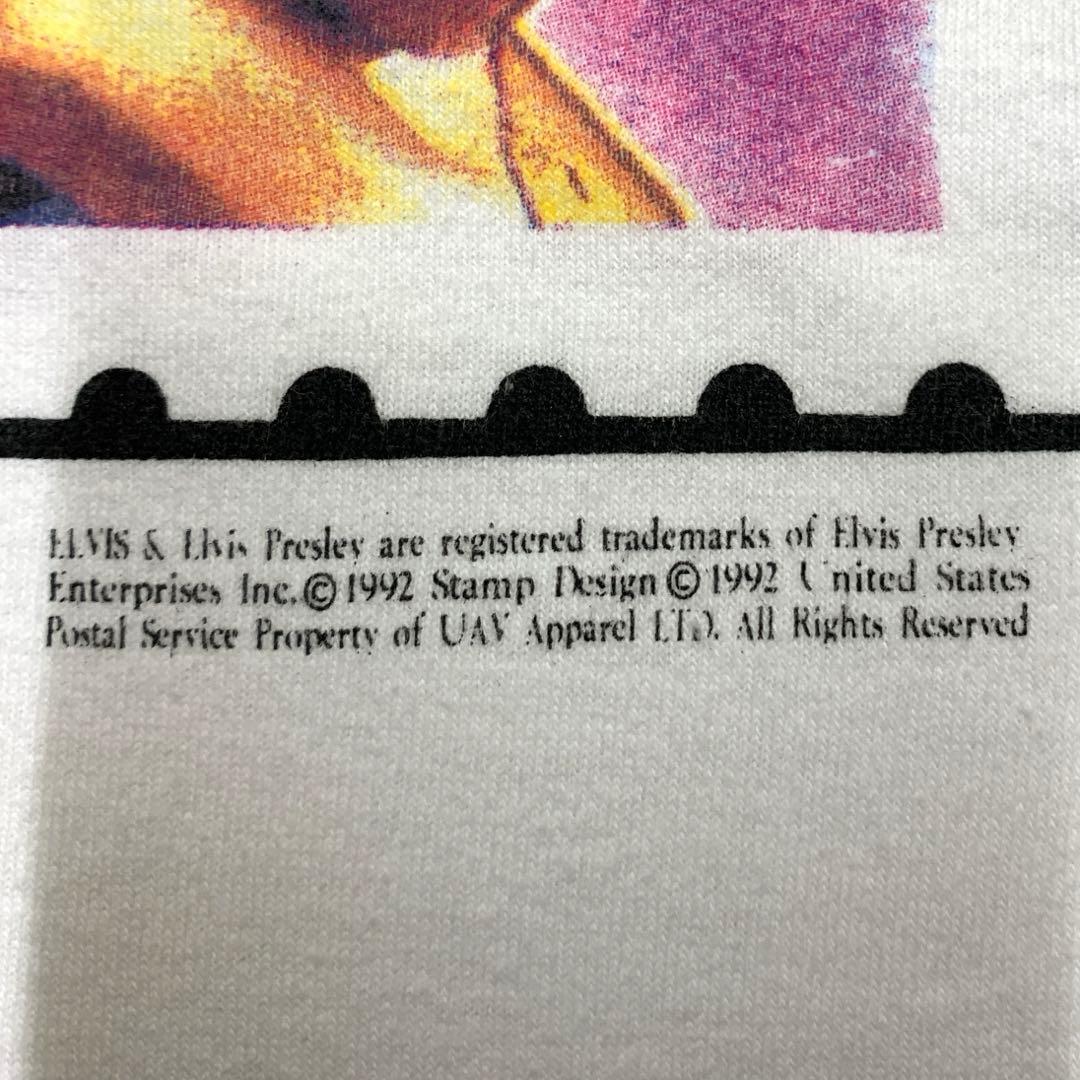 ELVIS & Elvis Presley are registered trademarks of Elvis Presley
Enterprises Inc.© 1992 Stamp Design © 1992 United States
Postal Service Property of UAV Apparel LTD. All Rights Reserved